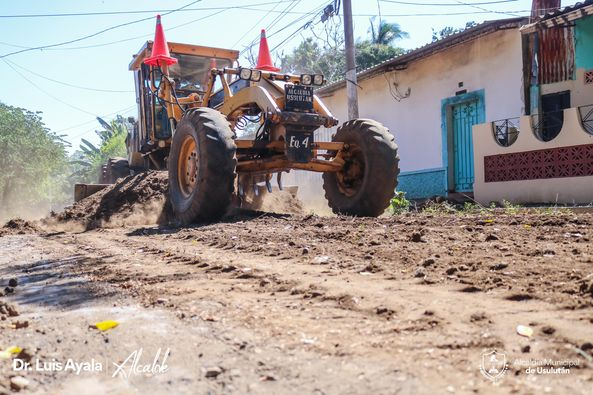 ALCALDIA
USULUTAN
Eq. 4
Dr. Luis Ayala
Alcalde
Alcaldía Municipal
de Usulután